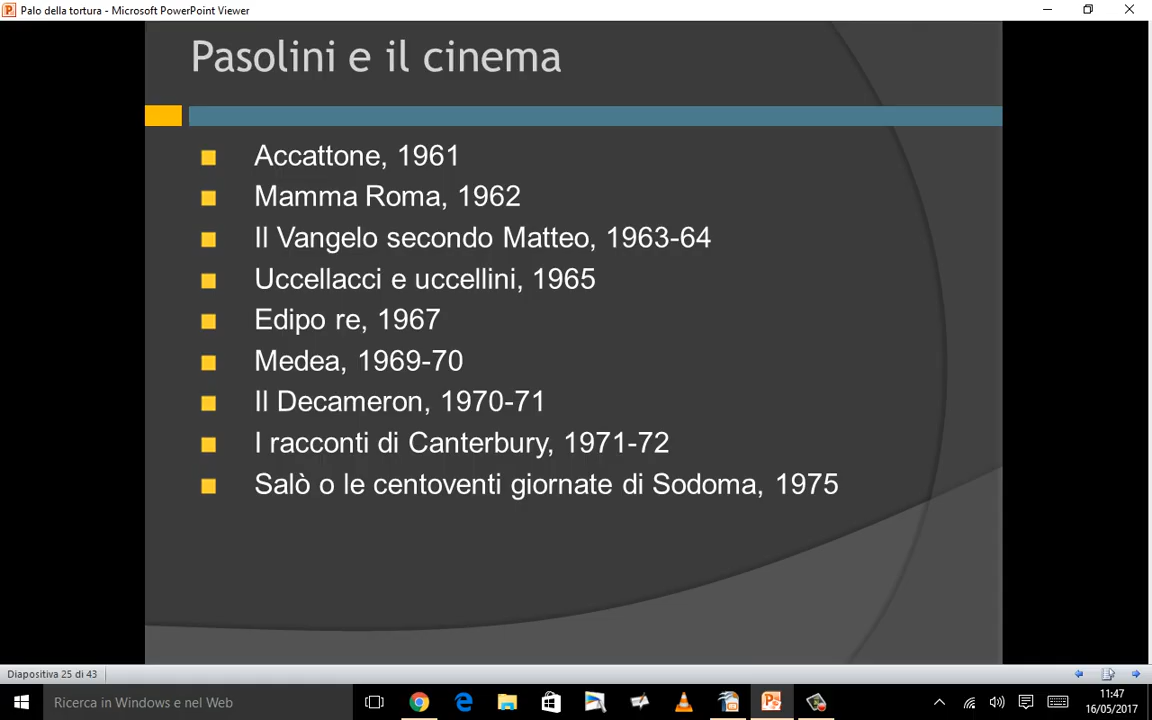 Palo della tortura - Microsoft PowerPoint Viewer
Pasolini e il cinema
Accattone, 1961
Mamma Roma, 1962
Il Vangelo secondo Matteo, 1963-64
Uccellacci e uccellini, 1965
Edipo re, 1967
Medea, 1969-70
Il Decameron, 1970-71
I racconti di Canterbury, 1971-72
Salò o le centoventi giornate di Sodoma, 1975
Diapositiva 25 di 43
Ricerca in Windows e nel Web
11:47
16/05/2017